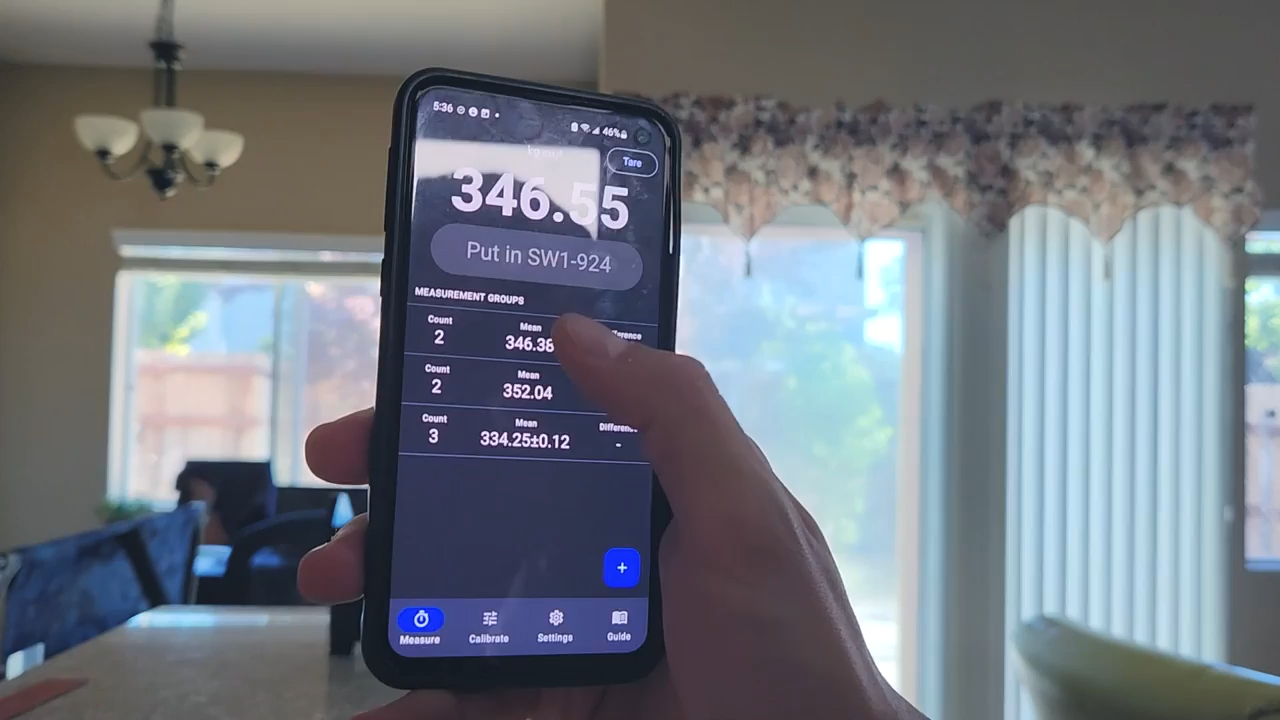 5:36
46%
Tare
346.55
Put in SW1-924
MEASUREMENT GROUPS
Count Mean
2 346.38
Count Mean
2 352.04
Count Mean Difference
3 334.25±0.12 -
+
Measure Calibrate Settings Guide